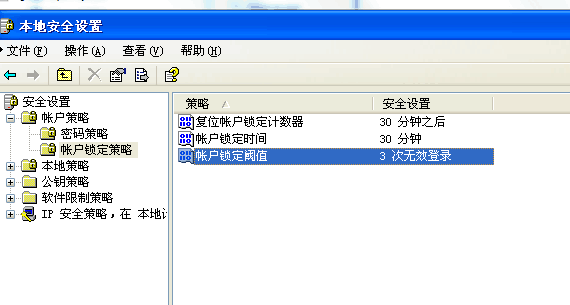 本地安全设置
文件(F) 操作(A) 查看(V) 帮助(H)
安全设置
帐户策略
密码策略
帐户锁定策略
本地策略
公钥策略
软件限制策略
IP 安全策略，在 本地计
策略 安全设置
复位帐户锁定计数器 30 分钟之后
帐户锁定时间 30 分钟
帐户锁定阈值 3 次无效登录